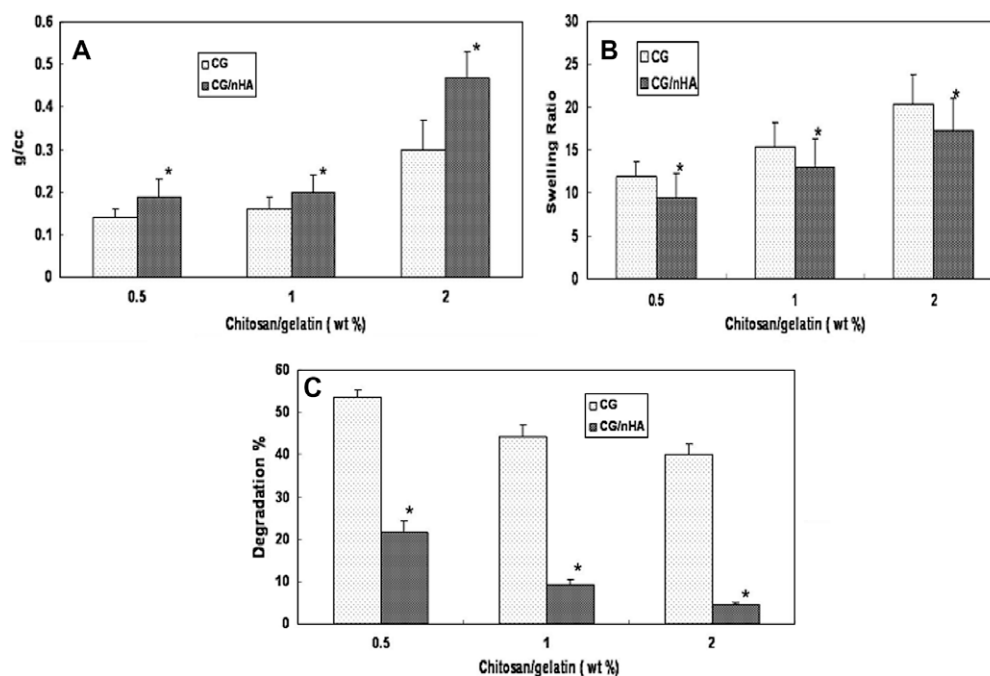 A
CG
CG/nHA
g/cc
0.6
0.5
0.4
0.3
0.2
0.1
0
*
*
*
0.5 1 2
Chitosan/gelatin ( wt %)
B
CG
CG/nHA
Swelling Ratio
30
25
20
15
10
5
0
*
*
*
0.5 1 2
Chitosan/gelatin ( wt %)
C
CG
CG/nHA
Degradation %
60
50
40
30
20
10
0
*
*
*
0.5 1 2
Chitosan/gelatin ( wt %)